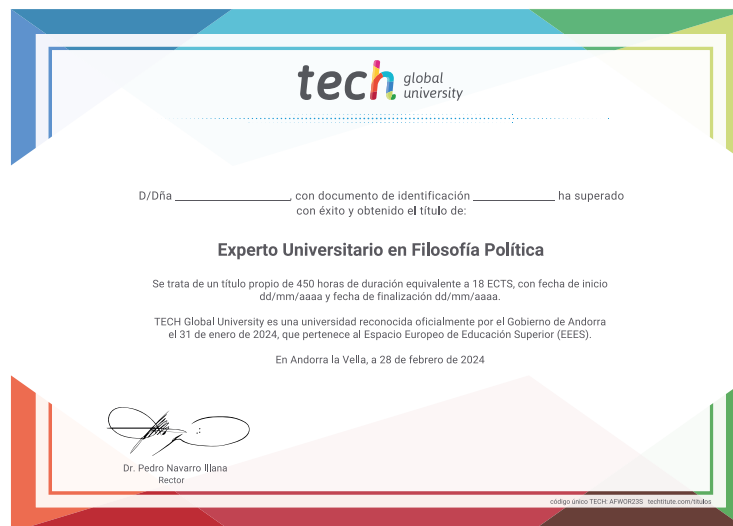 tech global university
D/Dña ____________, con documento de identificación ____________ ha superado
con éxito y obtenido el título de:
Experto Universitario en Filosofía Política
Se trata de un título propio de 450 horas de duración equivalente a 18 ECTS, con fecha de inicio
dd/mm/aaaa y fecha de finalización dd/mm/aaaa.
TECH Global University es una universidad reconocida oficialmente por el Gobierno de Andorra
el 31 de enero de 2024, que pertenece al Espacio Europeo de Educación Superior (EEES).
En Andorra la Vella, a 28 de febrero de 2024
Dr. Pedro Navarro Illana
Rector
código único TECH: AFWOR23S techtitute.com/titulos